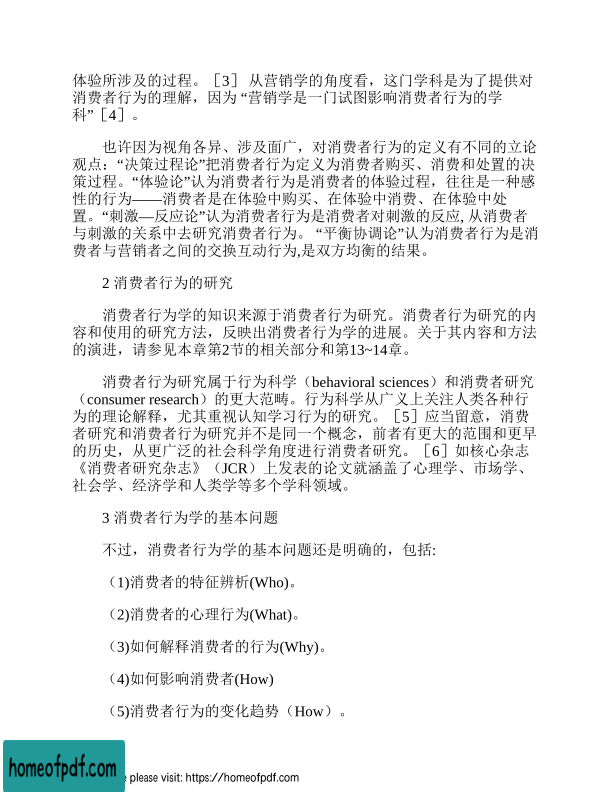 体验所涉及的过程。［3］ 从营销学的角度看，这门学科是为了提供对
消费者行为的理解，因为 “营销学是一门试图影响消费者行为的学
科”［4］。
也许因为视角各异、涉及面广，对消费者行为的定义有不同的立论
观点：“决策过程论”把消费者行为定义为消费者购买、消费和处置的决
策过程。“体验论”认为消费者行为是消费者的体验过程，往往是一种感
性的行为——消费者是在体验中购买、在体验中消费、在体验中处
置。“刺激—反应论”认为消费者行为是消费者对刺激的反应, 从消费者
与刺激的关系中去研究消费者行为。 “平衡协调论”认为消费者行为是消
费者与营销者之间的交换互动行为,是双方均衡的结果。
2 消费者行为的研究
消费者行为学的知识来源于消费者行为研究。消费者行为研究的内
容和使用的研究方法，反映出消费者行为学的进展。关于其内容和方法
的演进，请参见本章第2节的相关部分和第13~14章。
消费者行为研究属于行为科学（behavioral sciences）和消费者研究
（consumer research）的更大范畴。行为科学从广义上关注人类各种行
为的理论解释，尤其重视认知学习行为的研究。［5］应当留意，消费
者研究和消费者行为研究并不是同一个概念，前者有更大的范围和更早
的历史，从更广泛的社会科学角度进行消费者研究。［6］如核心杂志
《消费者研究杂志》（JCR）上发表的论文就涵盖了心理学、市场学、
社会学、经济学和人类学等多个学科领域。
3 消费者行为学的基本问题
不过，消费者行为学的基本问题还是明确的，包括:
（1)消费者的特征辨析(Who)。
（2)消费者的心理行为(What)。
（3)如何解释消费者的行为(Why)。
（4)如何影响消费者(How)
（5)消费者行为的变化趋势（How）。
homeofpdf.com
please visit: https://homeofpdf.com